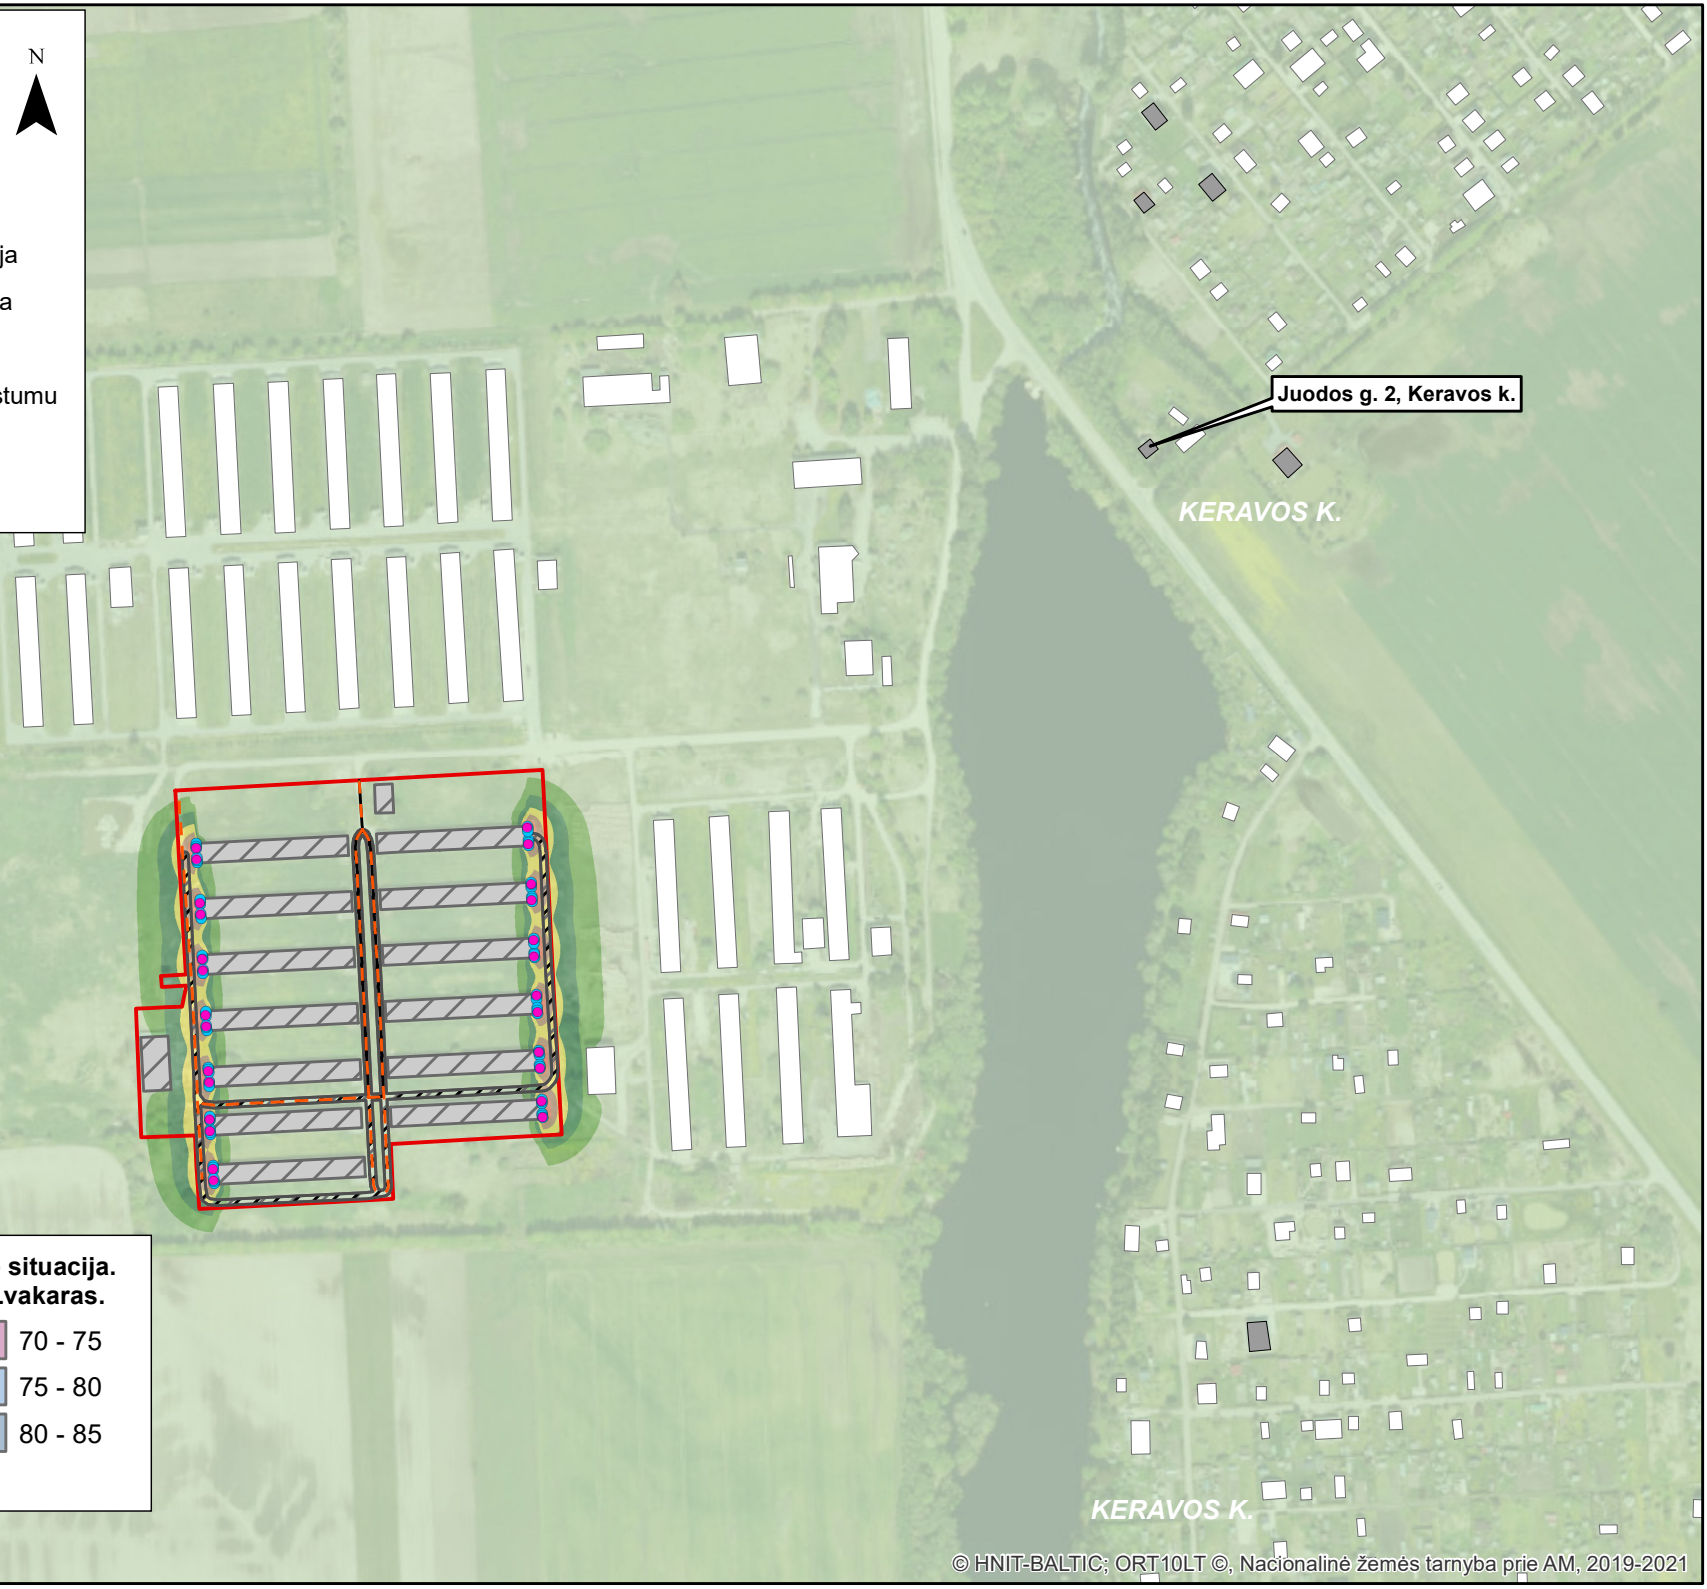 N
ja
a
stumu
Juodos g. 2, Keravos k.
KERAVOS K.
situacija.
.vakaras.
70 - 75
75 - 80
80 - 85
KERAVOS K.
© HNIT-BALTIC; ORT10LT ©, Nacionalinė žemės tarnyba prie AM, 2019-2021